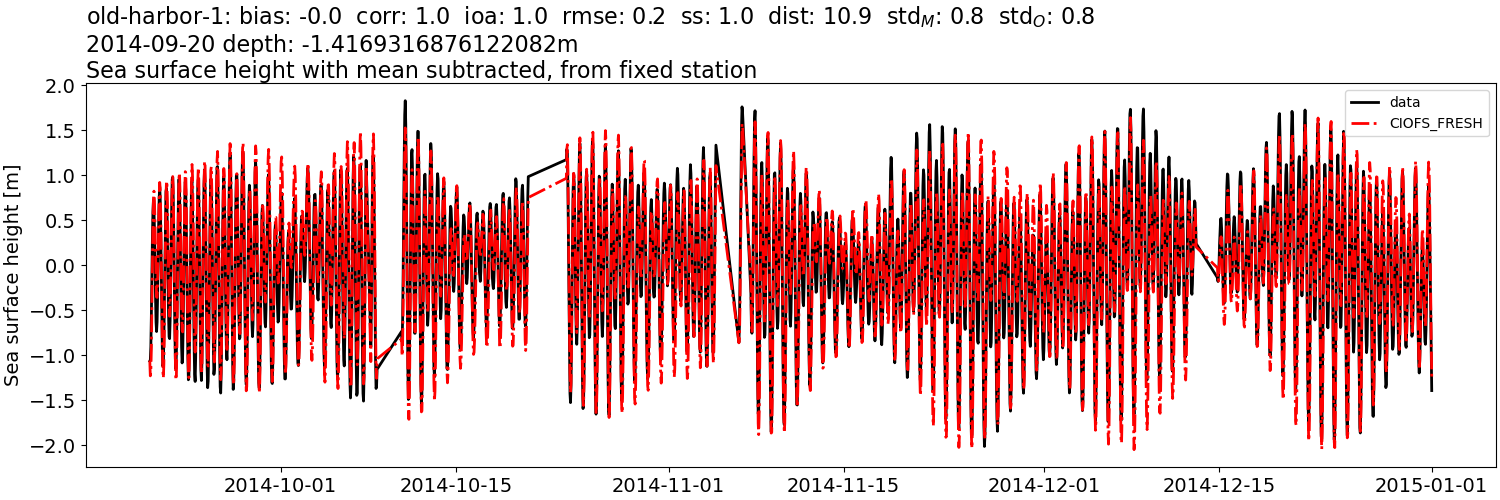 old-harbor-1: bias: -0.0 corr: 1.0 ioa: 1.0 rmse: 0.2 ss: 1.0 dist: 10.9 std_M: 0.8 std_O: 0.8
2014-09-20 depth: -1.4169316876122082m
Sea surface height with mean subtracted, from fixed station
Sea surface height [m]
2.0
1.5
1.0
0.5
0.0
−0.5
−1.0
−1.5
−2.0
data
CIOFS_FRESH
2014-10-01 2014-10-15 2014-11-01 2014-11-15 2014-12-01 2014-12-15 2015-01-01